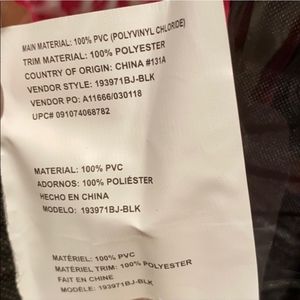 MAIN MATERIAL: 100% PVC (POLYVINYL CHLORIDE)
TRIM MATERIAL: 100% POLYESTER
COUNTRY OF ORIGIN: CHINA #131A
VENDOR STYLE: 193971BJ-BLK
VENDOR PO: A11666/030118
UPC# 091074068782
MATERIAL: 100% PVC
ADORNOS: 100% POLIÉSTER
HECHO EN CHINA
MODELO: 193971BJ-BLK
MATÉRIEL: 100% PVC
MATÉRIEL TRIM: 100% POLYESTER
FAIT EN CHINE
MODÈLE: 193971BJ-BLK